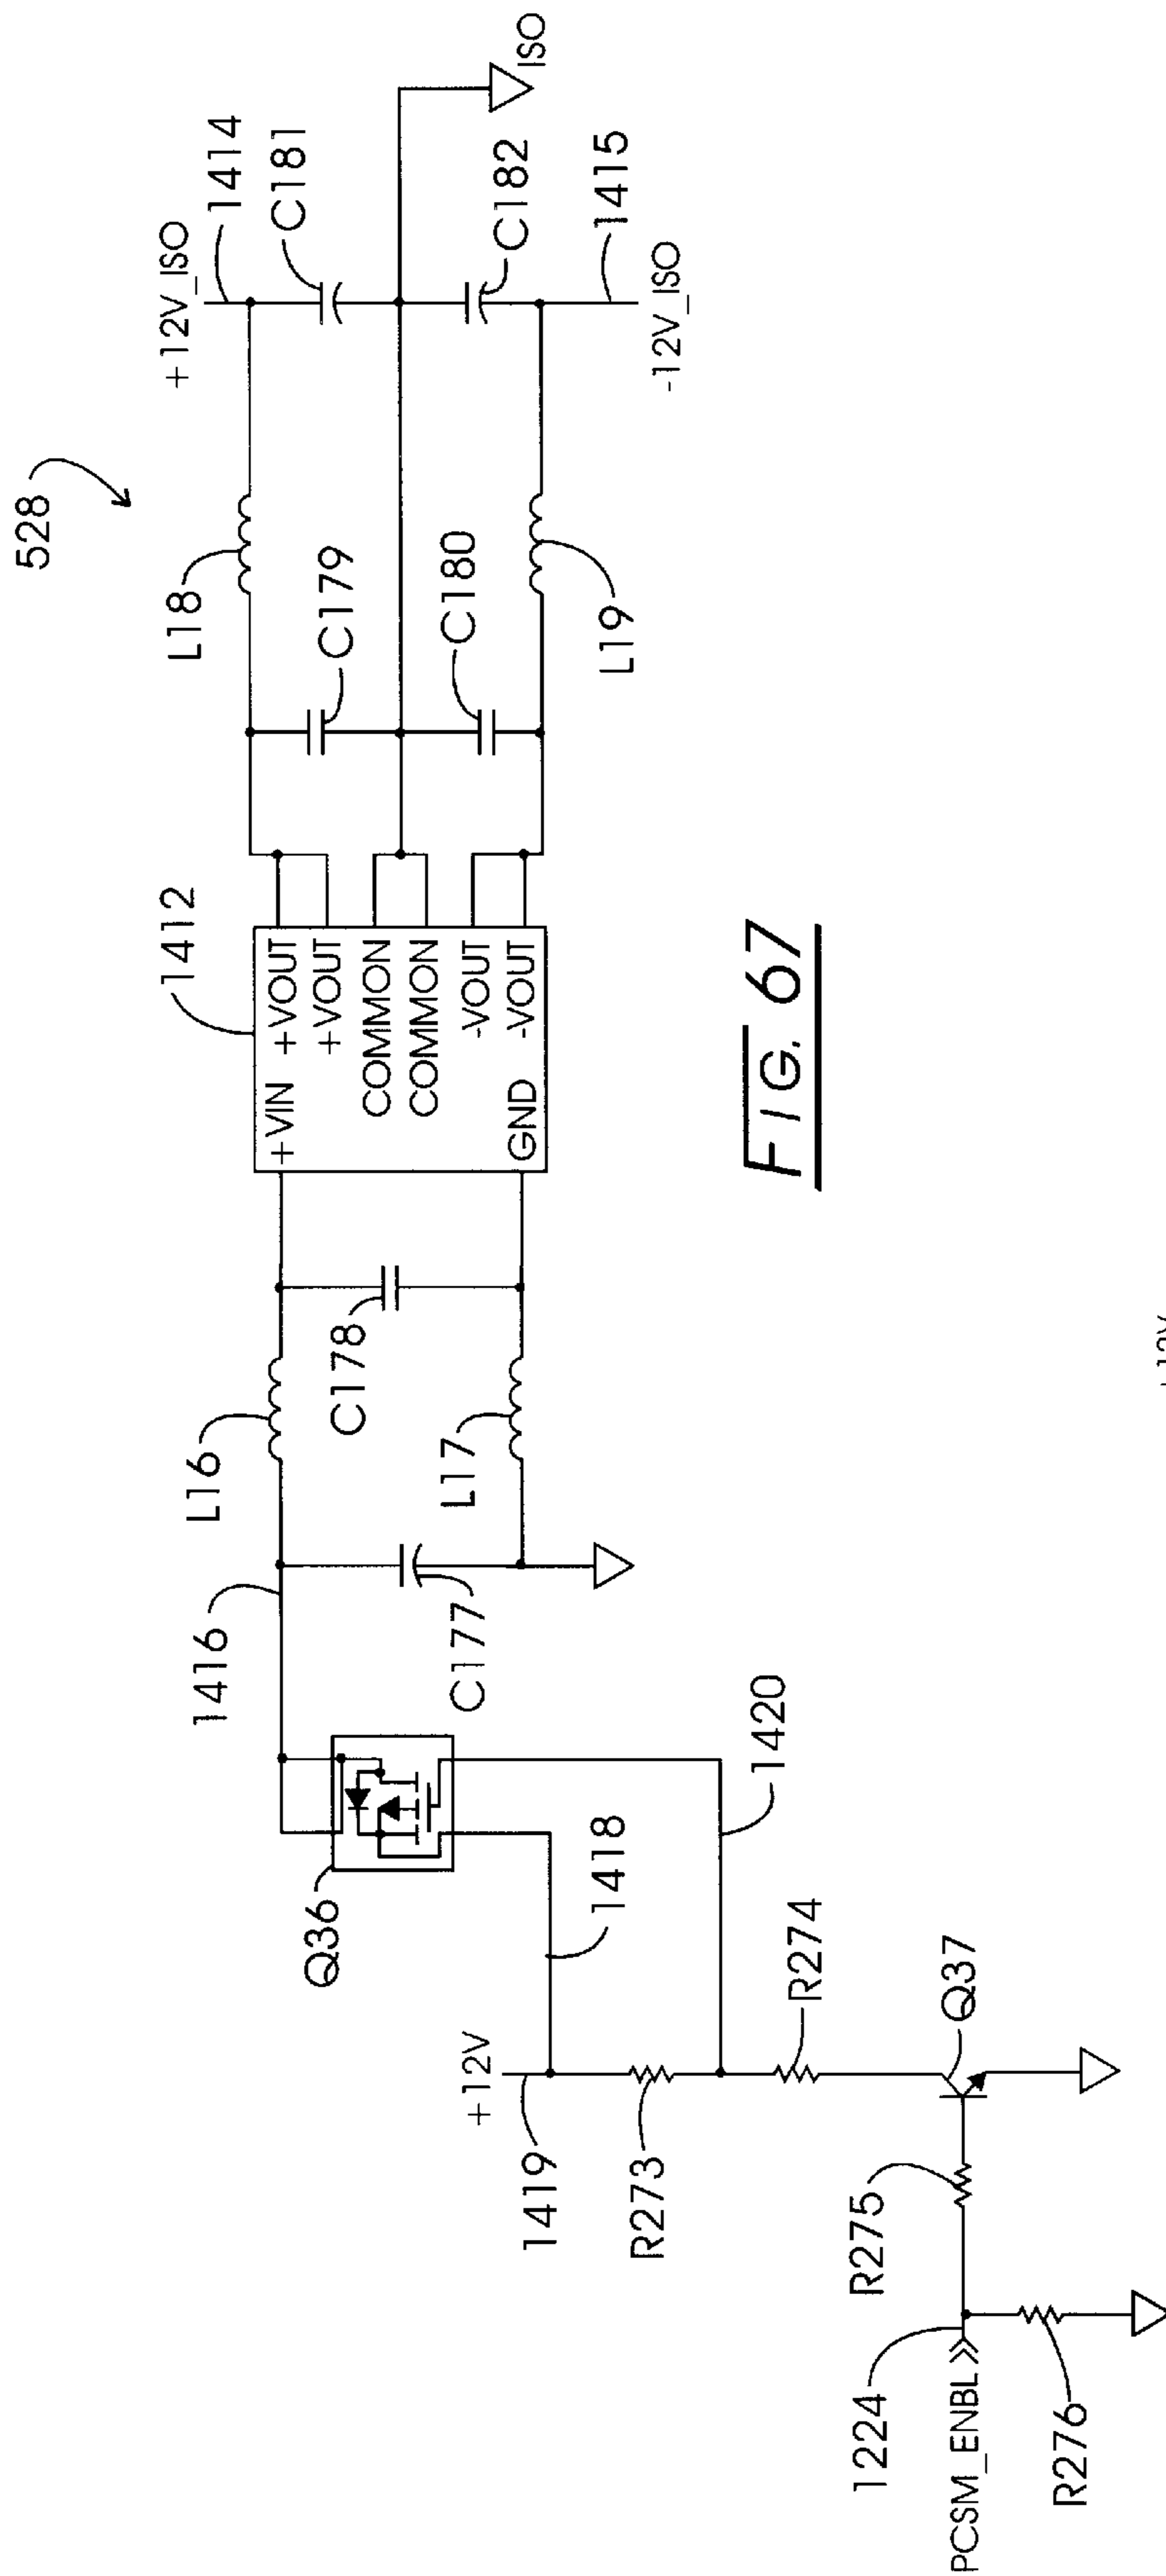 528
+12V_ISO
1414
C181
ISO
L18
C179
C182
1415
-12V_ISO
C180
L19
1412
+VIN
+VOUT
+VOUT
COMMON
COMMON
-VOUT
GND
-VOUT
L16
C178
L17
1416
C177
Q36
1418
1420
+12V
1419
R273
R274
Q37
R275
1224
PCSM_ENBL
R276
FIG. 67
+12V